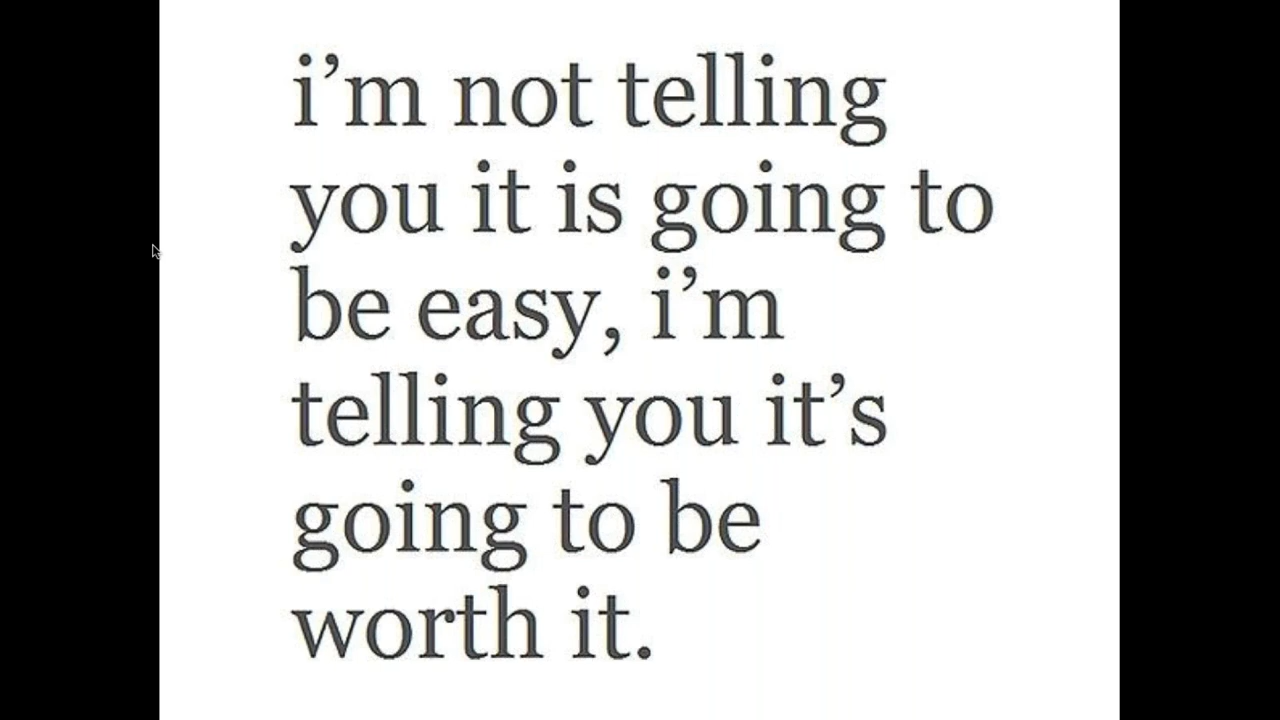 i’m not telling
you it is going to
be easy, i’m
telling you it’s
going to be
worth it.